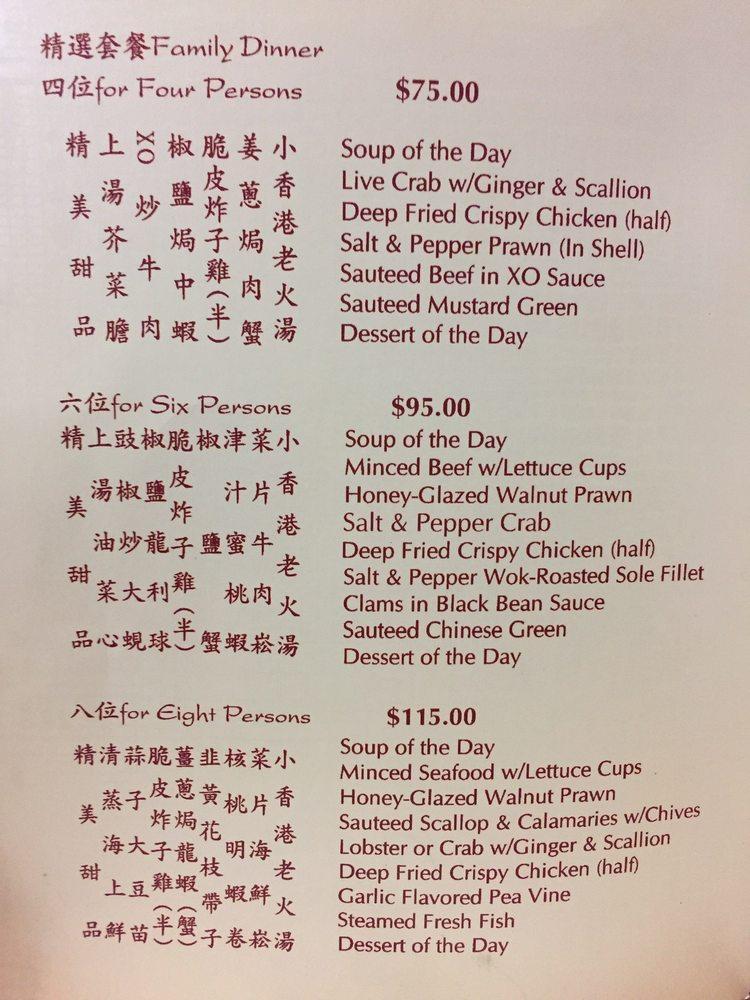 精選套餐Family Dinner
四位for Four Persons $75.00
小香港老火湯
姜蔥焗肉蟹
脆皮炸子雞(半)
椒鹽焗中蝦
XO炒牛肉
上湯芥菜膽
精美甜品
Soup of the Day
Live Crab w/Ginger & Scallion
Deep Fried Crispy Chicken (half)
Salt & Pepper Prawn (In Shell)
Sauteed Beef in XO Sauce
Sauteed Mustard Green
Dessert of the Day
六位for Six Persons $95.00
小香港老火湯
菜片牛肉崧
津汁蜜桃蝦
椒鹽蟹
脆皮炸子雞(半)
椒鹽龍利球
豉椒炒大蜆
上湯油菜心
精美甜品
Soup of the Day
Minced Beef w/Lettuce Cups
Honey-Glazed Walnut Prawn
Salt & Pepper Crab
Deep Fried Crispy Chicken (half)
Salt & Pepper Wok-Roasted Sole Fillet
Clams in Black Bean Sauce
Sauteed Chinese Green
Dessert of the Day
八位for Eight Persons $115.00
小香港老火湯
菜片海鮮崧
核桃明蝦卷
韭黃花枝帶子
薑蔥焗龍蝦(蟹)
脆皮炸子雞(半)
蒜子大豆苗
清蒸海上鮮
精美甜品
Soup of the Day
Minced Seafood w/Lettuce Cups
Honey-Glazed Walnut Prawn
Sauteed Scallop & Calamaries w/Chives
Lobster or Crab w/Ginger & Scallion
Deep Fried Crispy Chicken (half)
Garlic Flavored Pea Vine
Steamed Fresh Fish
Dessert of the Day